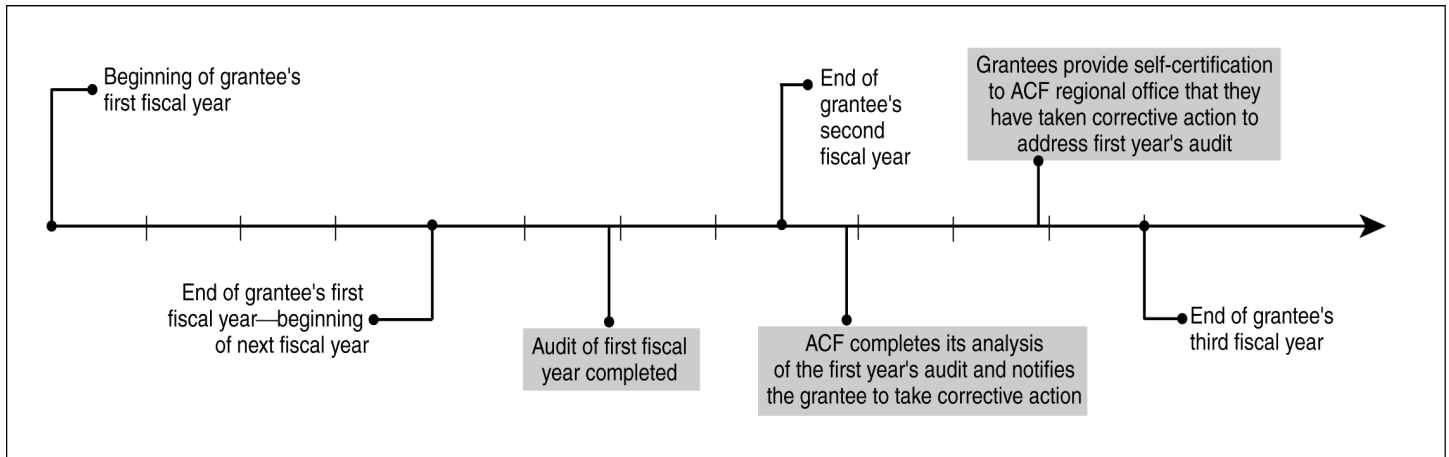 Beginning of grantee's
first fiscal year
End of grantee's first
fiscal year—beginning
of next fiscal year
Audit of first fiscal
year completed
End of
grantee's
second
fiscal year
ACF completes its analysis
of the first year's audit and notifies
the grantee to take corrective action
Grantees provide self-certification
to ACF regional office that they
have taken corrective action to
address first year's audit
End of grantee's
third fiscal year